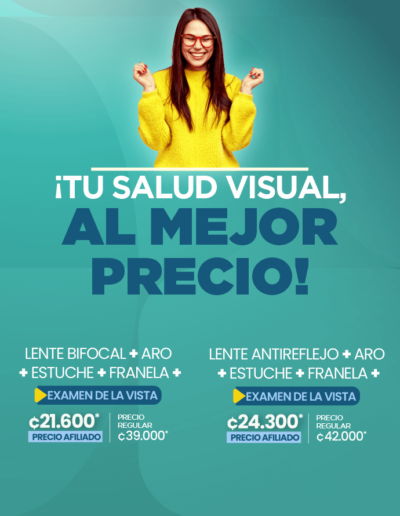 ¡TU SALUD VISUAL,
AL MEJOR
PRECIO!
LENTE BIFOCAL + ARO
+ ESTUCHE + FRANELA +
EXAMEN DE LA VISTA
₵21.600*
PRECIO AFILIADO
PRECIO
REGULAR
₵39.000*
LENTE ANTIREFLEJO + ARO
+ ESTUCHE + FRANELA +
EXAMEN DE LA VISTA
₵24.300*
PRECIO AFILIADO
PRECIO
REGULAR
₵42.000*